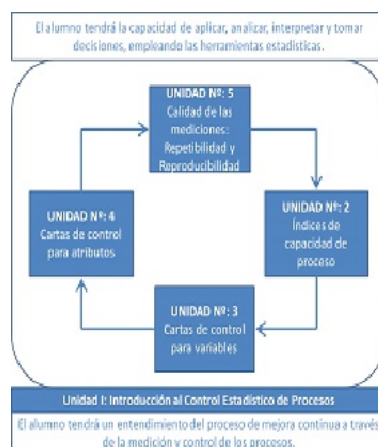 El alumno tendrá la capacidad de aplicar, analizar, interpretar y tomar
decisiones, empleando las herramientas estadísticas.
UNIDAD Nº: 5
Calidad de las
mediciones:
Repetibilidad y
Reproducibilidad
UNIDAD Nº: 4
Cartas de control
para atributos
UNIDAD Nº: 2
Índices de
capacidad de
proceso
UNIDAD Nº: 3
Cartas de control
para variables
Unidad I: Introducción al Control Estadístico de Procesos
El alumno tendrá un entendimiento del proceso de mejora continua a través
de la medición y control de los procesos.